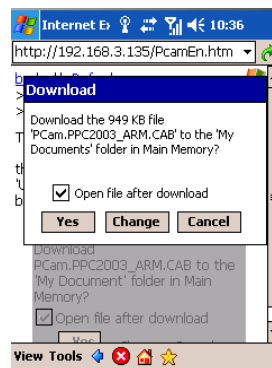 Internet E 10:36
http://192.168.3.135/PcamEn.htm
Download
Download the 949 KB file
'PCam.PPC2003_ARM.CAB' to the 'My
Documents' folder in Main Memory?
Open file after download
Yes Change Cancel
Download
PCam.PPC2003_ARM.CAB to the
'My Document' folder in Main
Memory?
Open file after download
Yes
View Tools